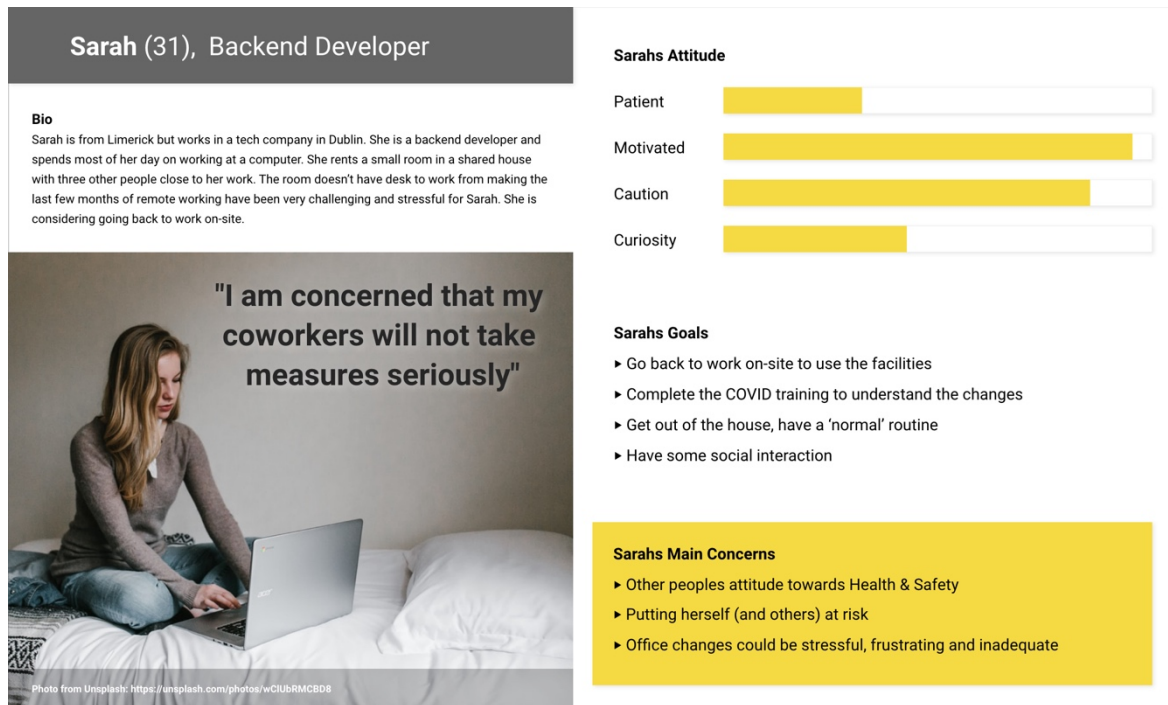 Sarah (31), Backend Developer
Bio
Sarah is from Limerick but works in a tech company in Dublin. She is a backend developer and
spends most of her day on working at a computer. She rents a small room in a shared house
with three other people close to her work. The room doesn't have desk to work from making the
last few months of remote working have been very challenging and stressful for Sarah. She is
considering going back to work on-site.
"I am concerned that my
coworkers will not take
measures seriously"
Photo from Unsplash: https://unsplash.com/photos/wClUbRMCBD8
Sarahs Attitude
Patient
Motivated
Caution
Curiosity
Sarahs Goals
▸ Go back to work on-site to use the facilities
▸ Complete the COVID training to understand the changes
▸ Get out of the house, have a ‘normal’ routine
▸ Have some social interaction
Sarahs Main Concerns
▸ Other peoples attitude towards Health & Safety
▸ Putting herself (and others) at risk
▸ Office changes could be stressful, frustrating and inadequate